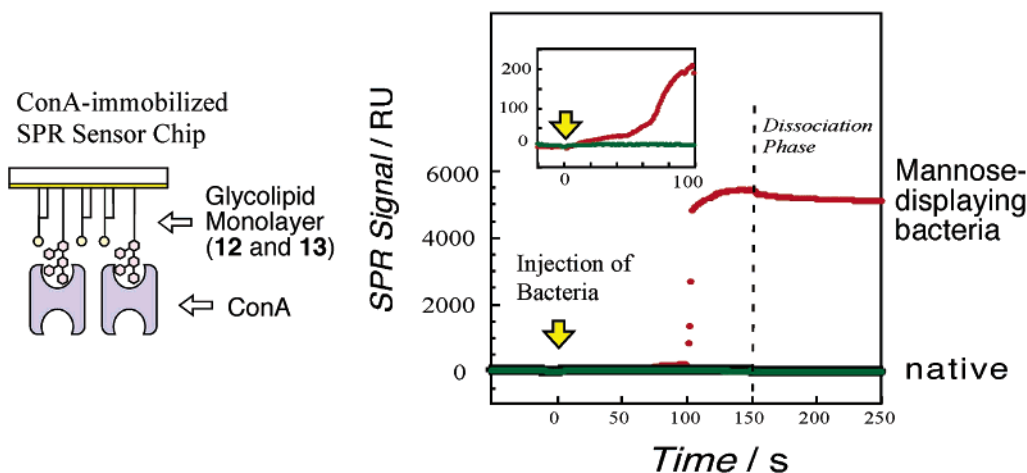 ConA-immobilized
SPR Sensor Chip
Glycolipid
Monolayer
(12 and 13)
ConA
SPR Signal / RU
6000
4000
2000
0
200
100
0
0
100
Injection of
Bacteria
Dissociation
Phase
0
50
100
150
200
250
Time / s
Mannose-
displaying
bacteria
native